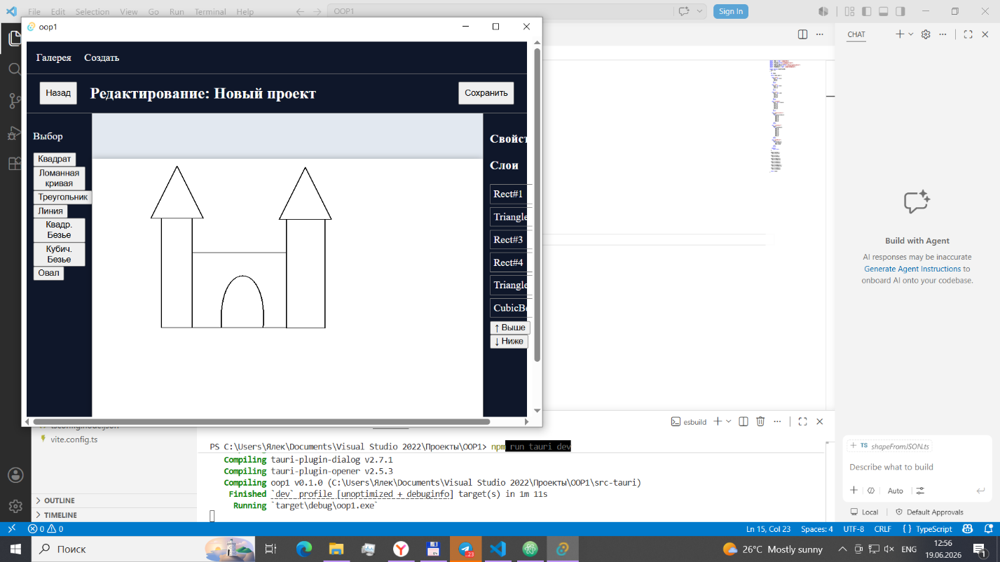 File Edit Selection View Go Run Terminal Help
OOP1
Sign In
oop1
Галерея Создать
Назад
Редактирование: Новый проект
Сохранить
Выбор
Квадрат
Ломанная
кривая
Треугольник
Линия
Квадр.
Безье
Кубич.
Безье
Овал
Свойст
Слои
Rect#1
Triangle
Rect#3
Rect#4
Triangle
CubicBe
↑ Выше
↓ Ниже
CHAT
Build with Agent
AI responses may be inaccurate
Generate Agent Instructions to
onboard AI onto your codebase.
TS shapeFromJSON.ts
Describe what to build
Auto
Local
Default Approvals
tsconfig.node.json
vite.config.ts
OUTLINE
TIMELINE
esbuild
PS C:\Users\Ялек\Documents\Visual Studio 2022\Проекты\OOP1> npm run tauri dev
Compiling tauri-plugin-dialog v2.7.1
Compiling tauri-plugin-opener v2.5.3
Compiling oop1 v0.1.0 (C:\Users\Ялек\Documents\Visual Studio 2022\Проекты\OOP1\src-tauri)
Finished `dev` profile [unoptimized + debuginfo] target(s) in 1m 11s
Running `target\debug\oop1.exe`
0 0
Ln 15, Col 23
Spaces: 4
UTF-8
CRLF
{ } TypeScript
Поиск
23
26°C Mostly sunny
ENG
12:56
19.06.2026
1